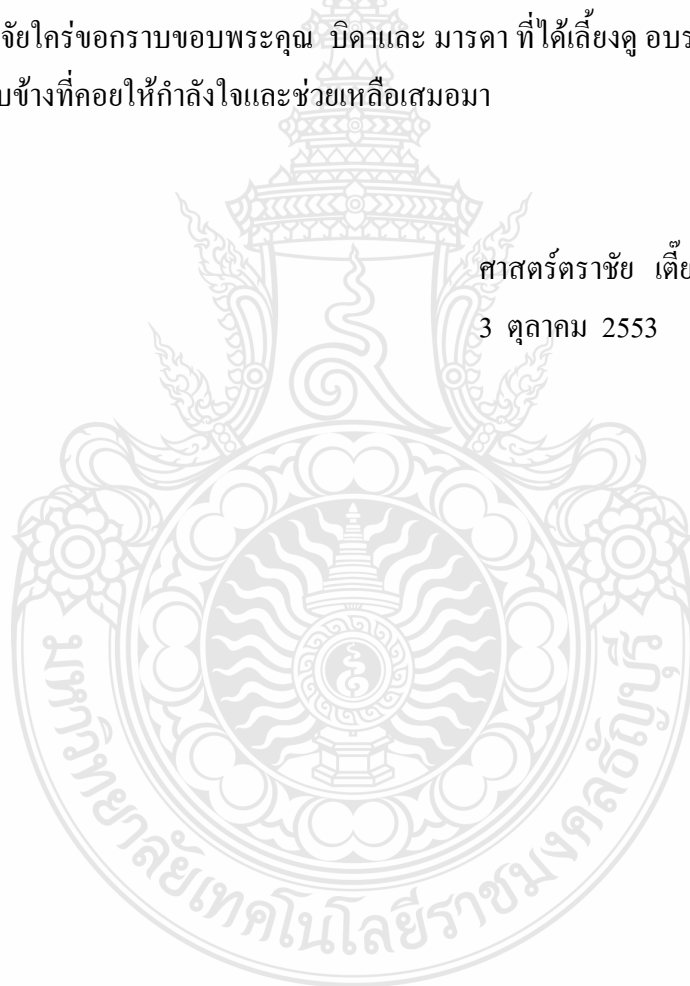 จัยใคร่ขอกราบขอบพระคุณ บิดาและ มารดา ที่ได้เลี้ยงดู อบร
บข้างที่คอยให้กำลังใจและช่วยเหลือเสมอมา
ศาสตร์ตราชัย เตี๊ย
3 ตุลาคม 2553
มหาวิทยาลัยเทคโนโลยีราชมงคลธัญบุรี